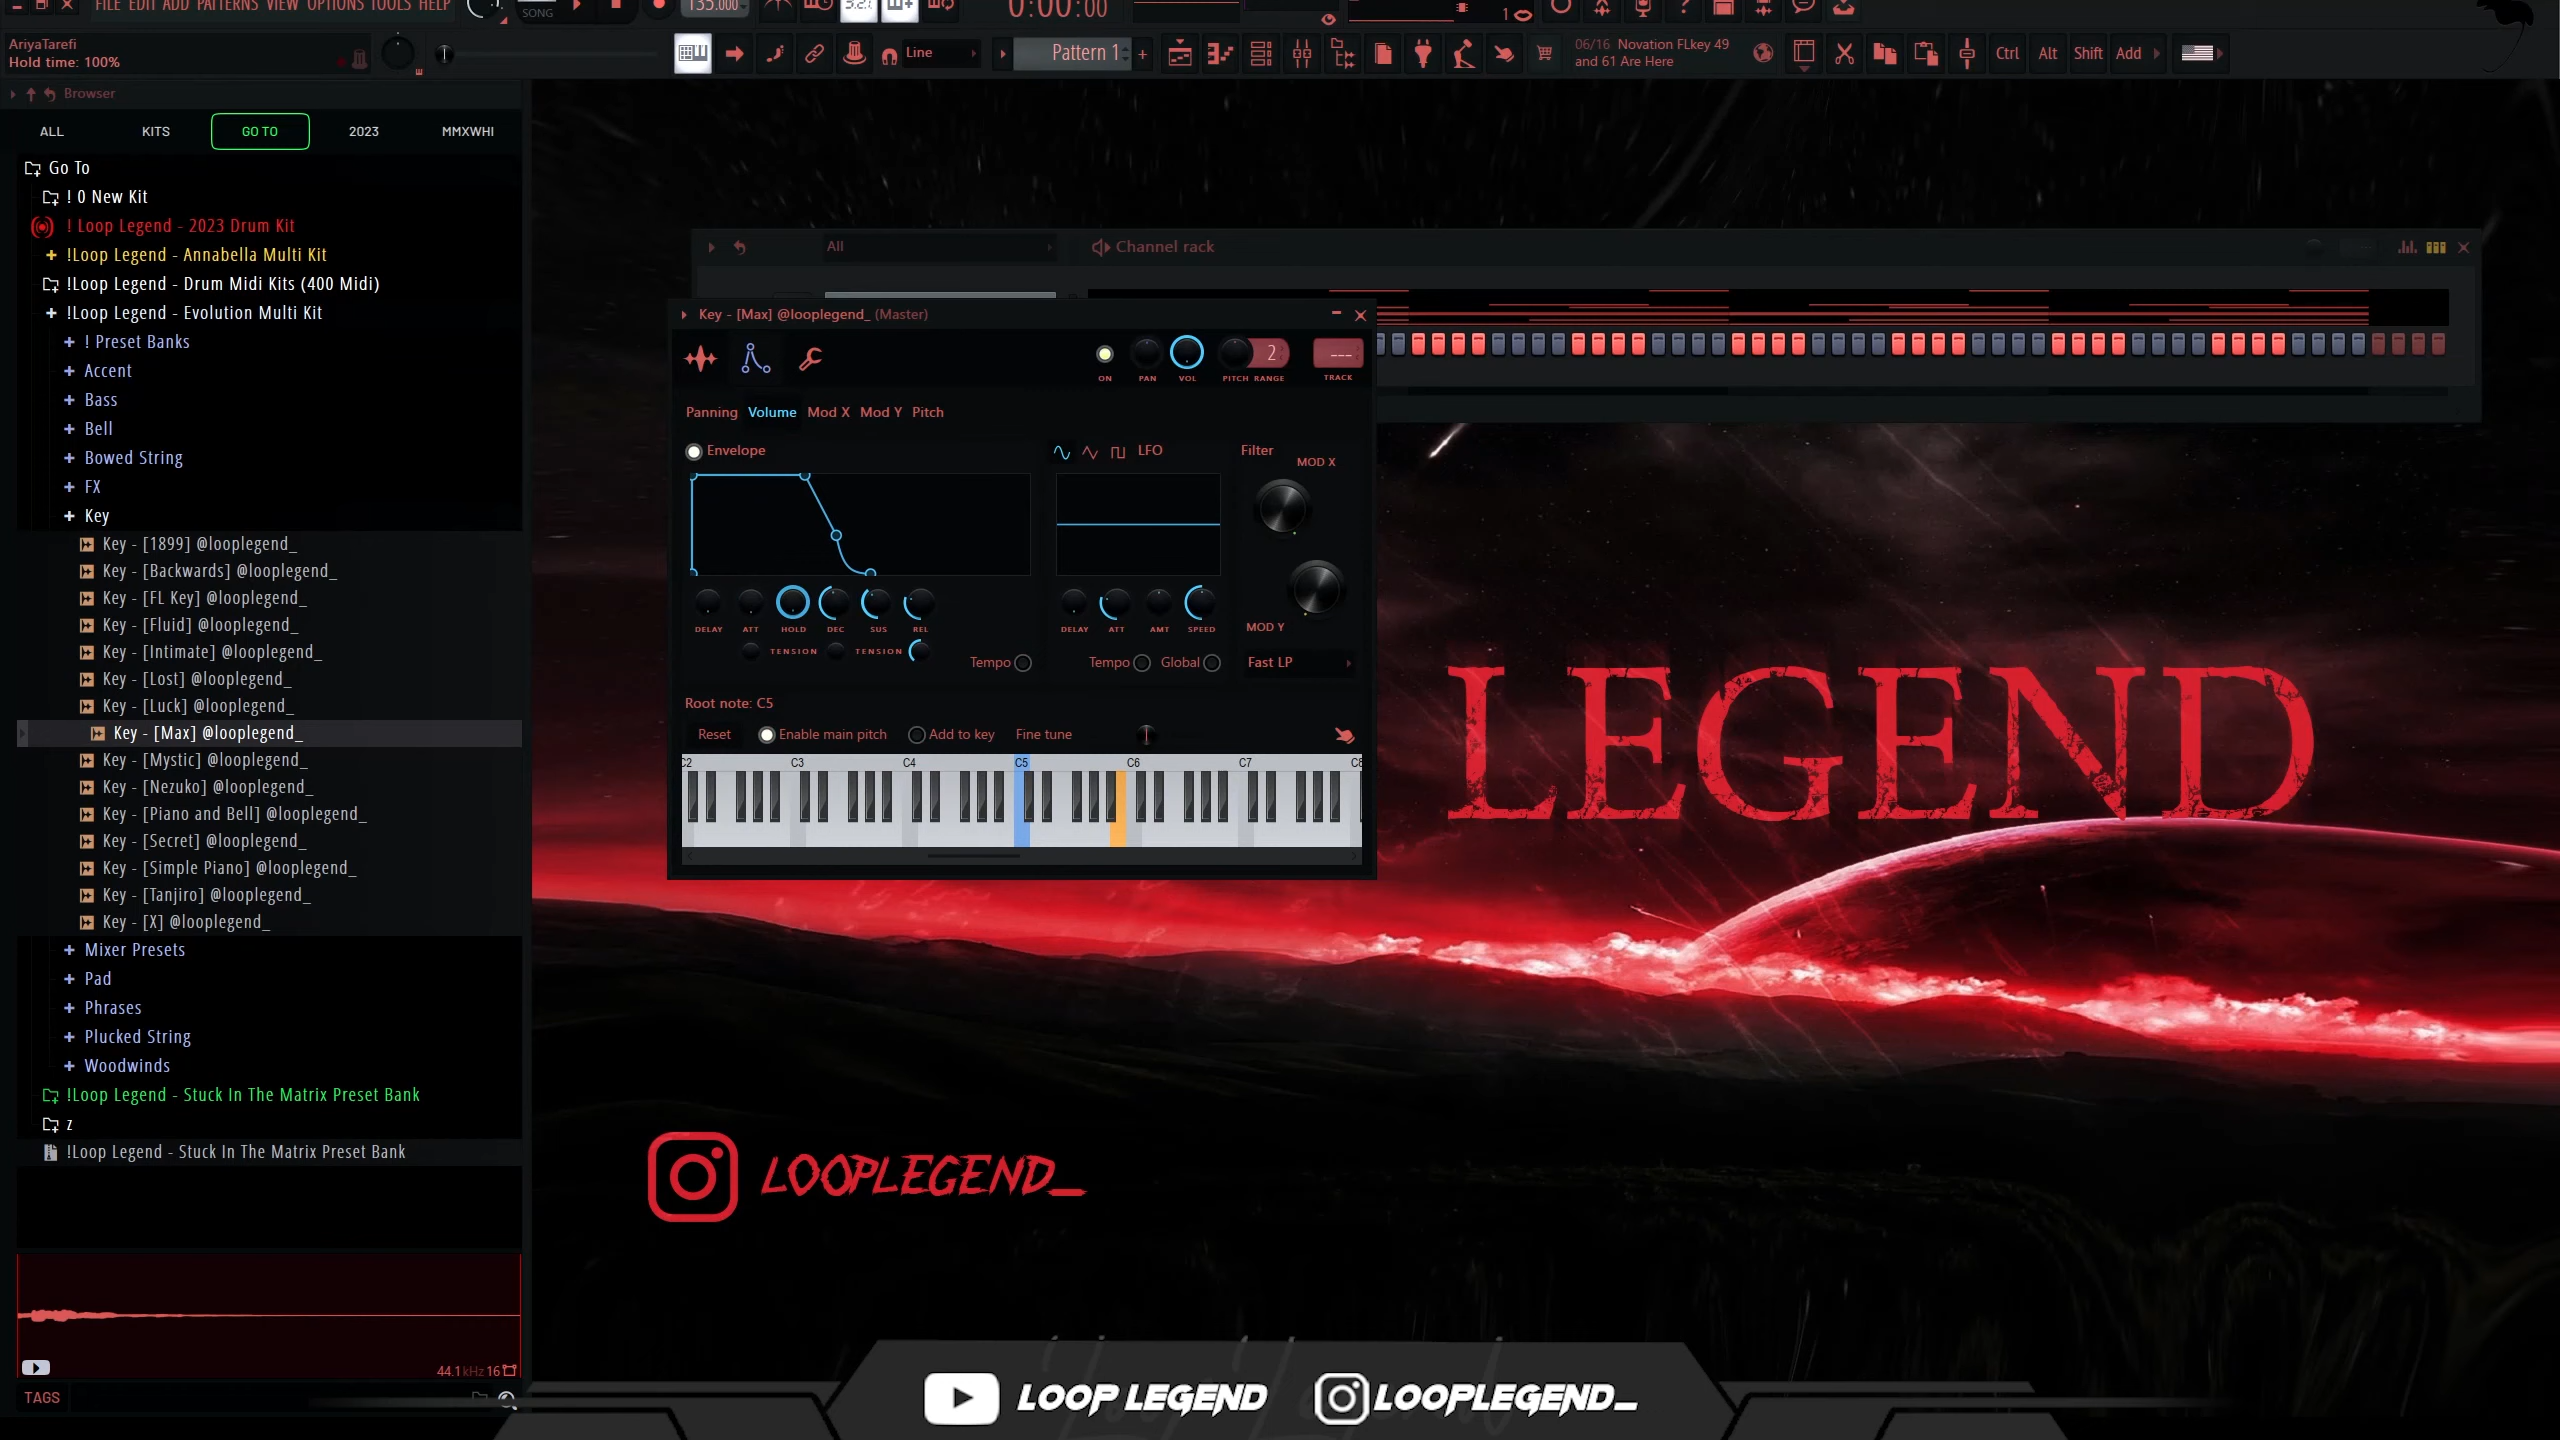 FILE EDIT ADD PATTERNS VIEW OPTIONS TOOLS HELP
SONG
135.000
3.2.1
0:00:00
1
AriyaTarefi
Hold time: 100%
Line
Pattern 1
+
06/16 Novation FLkey 49
and 61 Are Here
Ctrl
Alt
Shift
Add
Browser
ALL
KITS
GO TO
2023
MMXWHI
Go To
! 0 New Kit
! Loop Legend - 2023 Drum Kit
!Loop Legend - Annabella Multi Kit
!Loop Legend - Drum Midi Kits (400 Midi)
!Loop Legend - Evolution Multi Kit
! Preset Banks
Accent
Bass
Bell
Bowed String
FX
Key
Key - [1899] @looplegend_
Key - [Backwards] @looplegend_
Key - [FL Key] @looplegend_
Key - [Fluid] @looplegend_
Key - [Intimate] @looplegend_
Key - [Lost] @looplegend_
Key - [Luck] @looplegend_
Key - [Max] @looplegend_
Key - [Mystic] @looplegend_
Key - [Nezuko] @looplegend_
Key - [Piano and Bell] @looplegend_
Key - [Secret] @looplegend_
Key - [Simple Piano] @looplegend_
Key - [Tanjiro] @looplegend_
Key - [X] @looplegend_
Mixer Presets
Pad
Phrases
Plucked String
Woodwinds
!Loop Legend - Stuck In The Matrix Preset Bank
z
!Loop Legend - Stuck In The Matrix Preset Bank
44.1kHz 16
TAGS
All
Channel rack
Key - [Max] @looplegend_ (Master)
2
---
ON
PAN
VOL
PITCH
RANGE
TRACK
Panning
Volume
Mod X
Mod Y
Pitch
Envelope
LFO
Filter
MOD X
DELAY
ATT
HOLD
DEC
SUS
REL
TENSION
TENSION
Tempo
DELAY
ATT
AMT
SPEED
Tempo
Global
MOD Y
Fast LP
Root note: C5
Reset
Enable main pitch
Add to key
Fine tune
C2
C3
C4
C5
C6
C7
C8
LEGEND
LOOPLEGEND_
LOOP LEGEND
LOOPLEGEND_